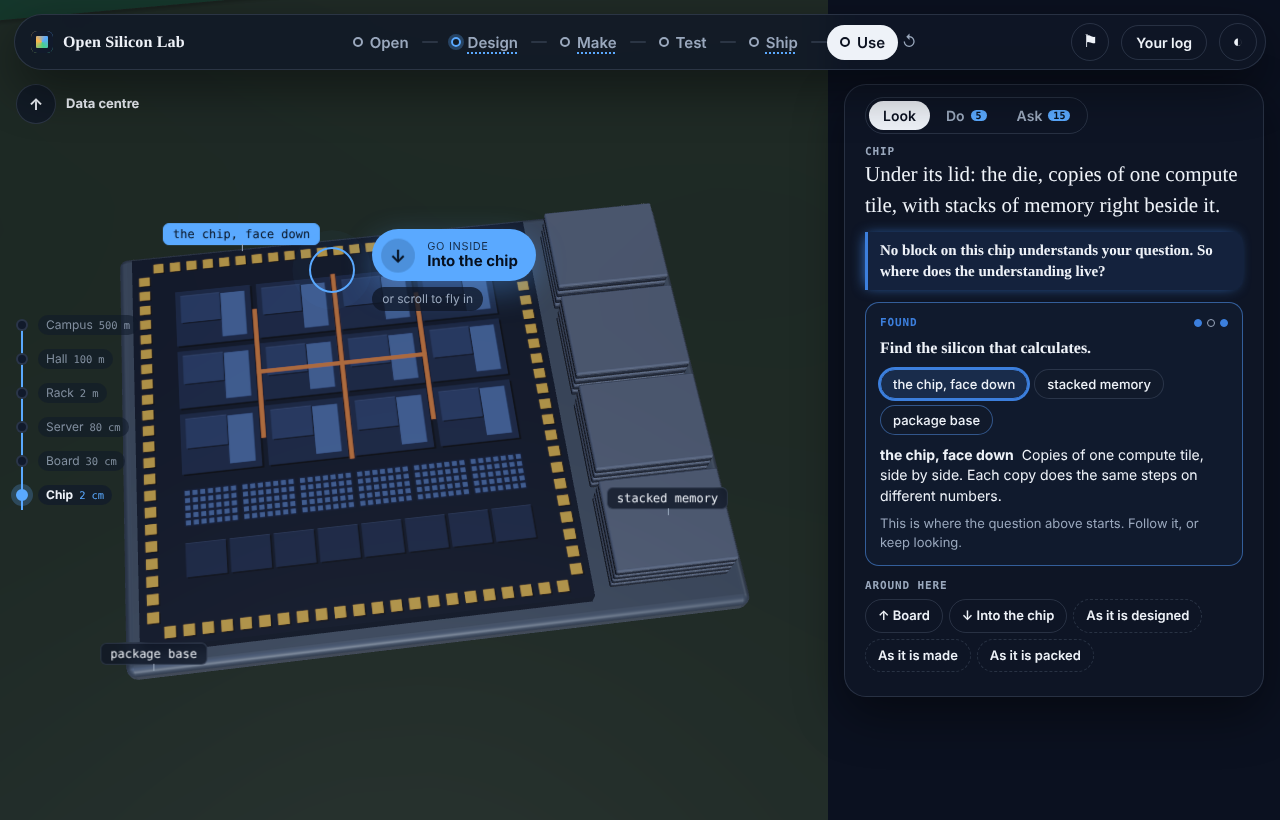 Open Silicon Lab
Open
Design
Make
Test
Ship
Use
Your log
Data centre
the chip, face down
GO INSIDE
Into the chip
or scroll to fly in
Campus 500 m
Hall 100 m
Rack 2 m
Server 80 cm
Board 30 cm
Chip 2 cm
stacked memory
package base
Look
Do 5
Ask 15
CHIP
Under its lid: the die, copies of one compute
tile, with stacks of memory right beside it.
No block on this chip understands your question. So
where does the understanding live?
FOUND
Find the silicon that calculates.
the chip, face down
stacked memory
package base
the chip, face down Copies of one compute tile,
side by side. Each copy does the same steps on
different numbers.
This is where the question above starts. Follow it, or
keep looking.
AROUND HERE
↑ Board
↓ Into the chip
As it is designed
As it is made
As it is packed